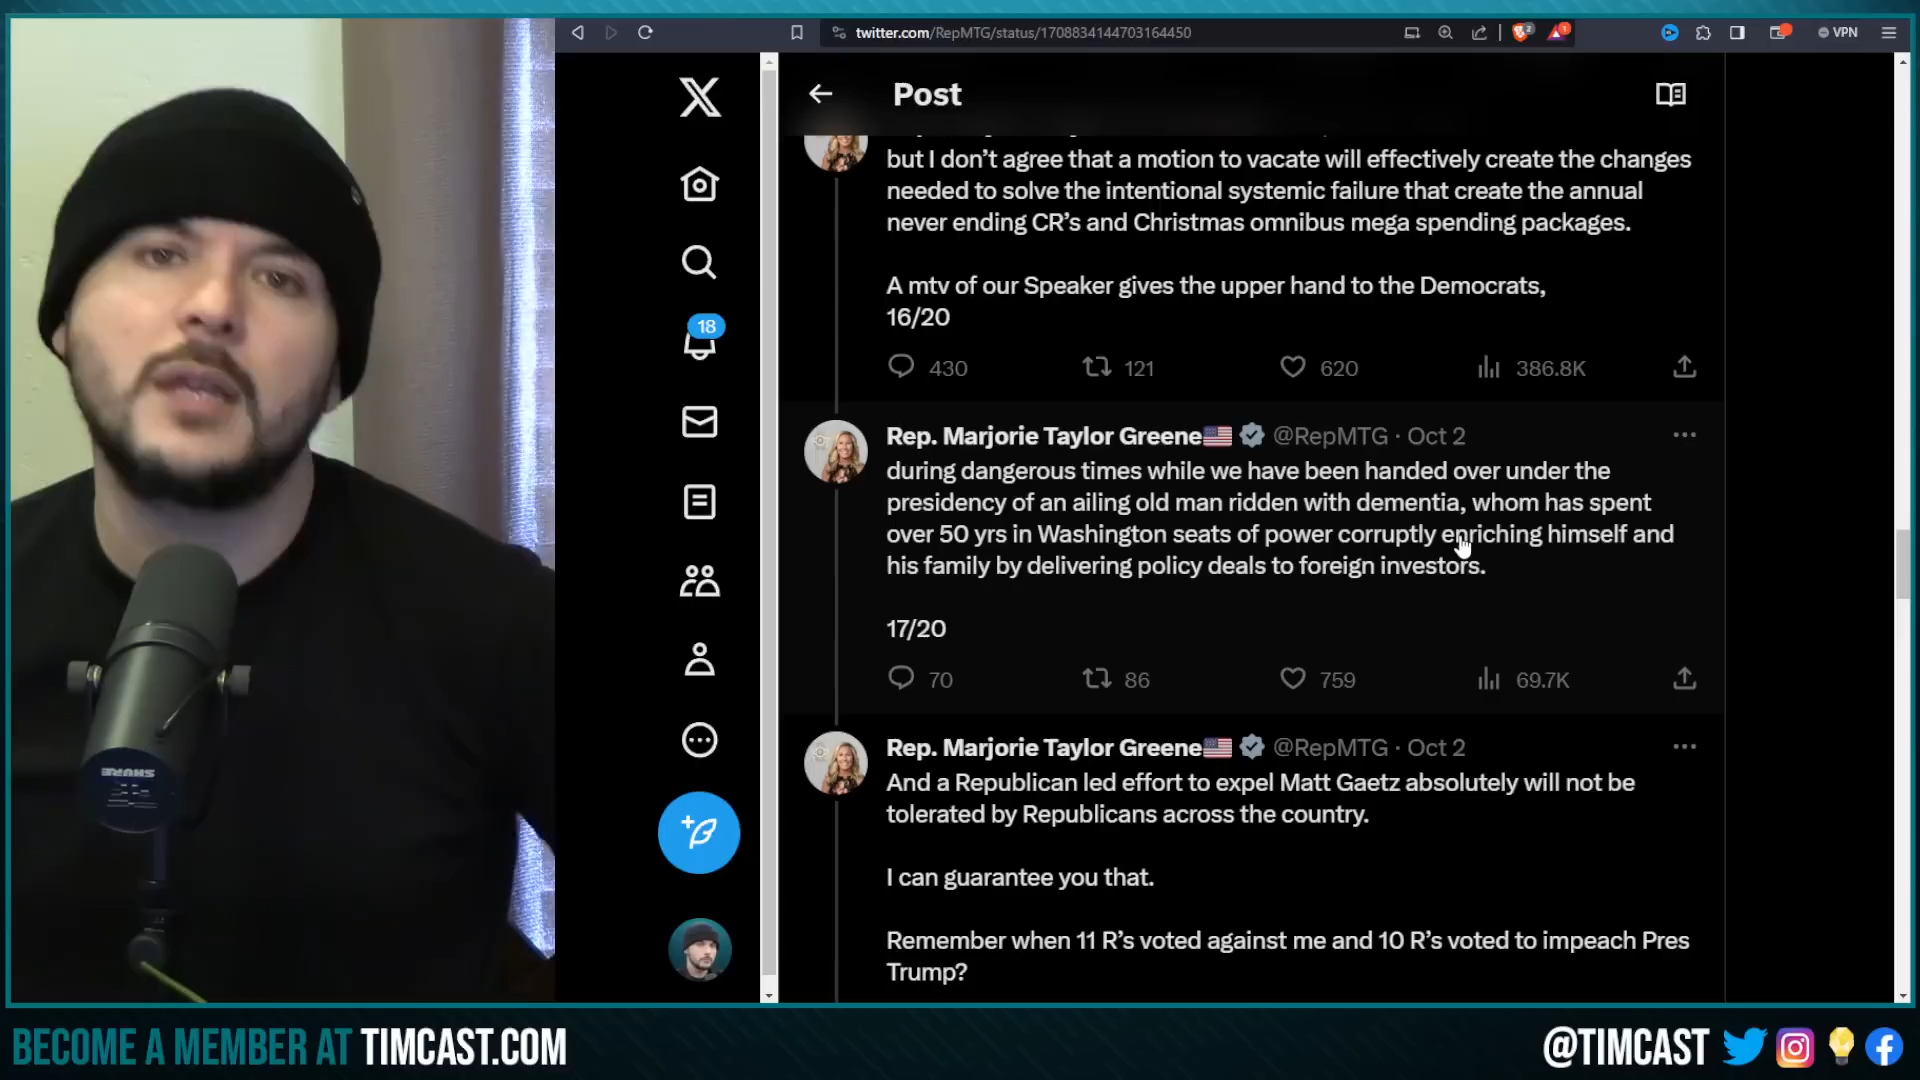 twitter.com/RepMTG/status/1708834144703164450
VPN
Post
but I don’t agree that a motion to vacate will effectively create the changes
needed to solve the intentional systemic failure that create the annual
never ending CR’s and Christmas omnibus mega spending packages.
A mtv of our Speaker gives the upper hand to the Democrats,
16/20
430 121 620 386.8K
18
Rep. Marjorie Taylor Greene @RepMTG · Oct 2
during dangerous times while we have been handed over under the
presidency of an ailing old man ridden with dementia, whom has spent
over 50 yrs in Washington seats of power corruptly enriching himself and
his family by delivering policy deals to foreign investors.
17/20
70 86 759 69.7K
Rep. Marjorie Taylor Greene @RepMTG · Oct 2
And a Republican led effort to expel Matt Gaetz absolutely will not be
tolerated by Republicans across the country.
I can guarantee you that.
Remember when 11 R’s voted against me and 10 R’s voted to impeach Pres
Trump?
SHURE
BECOME A MEMBER AT TIMCAST.COM
@TIMCAST